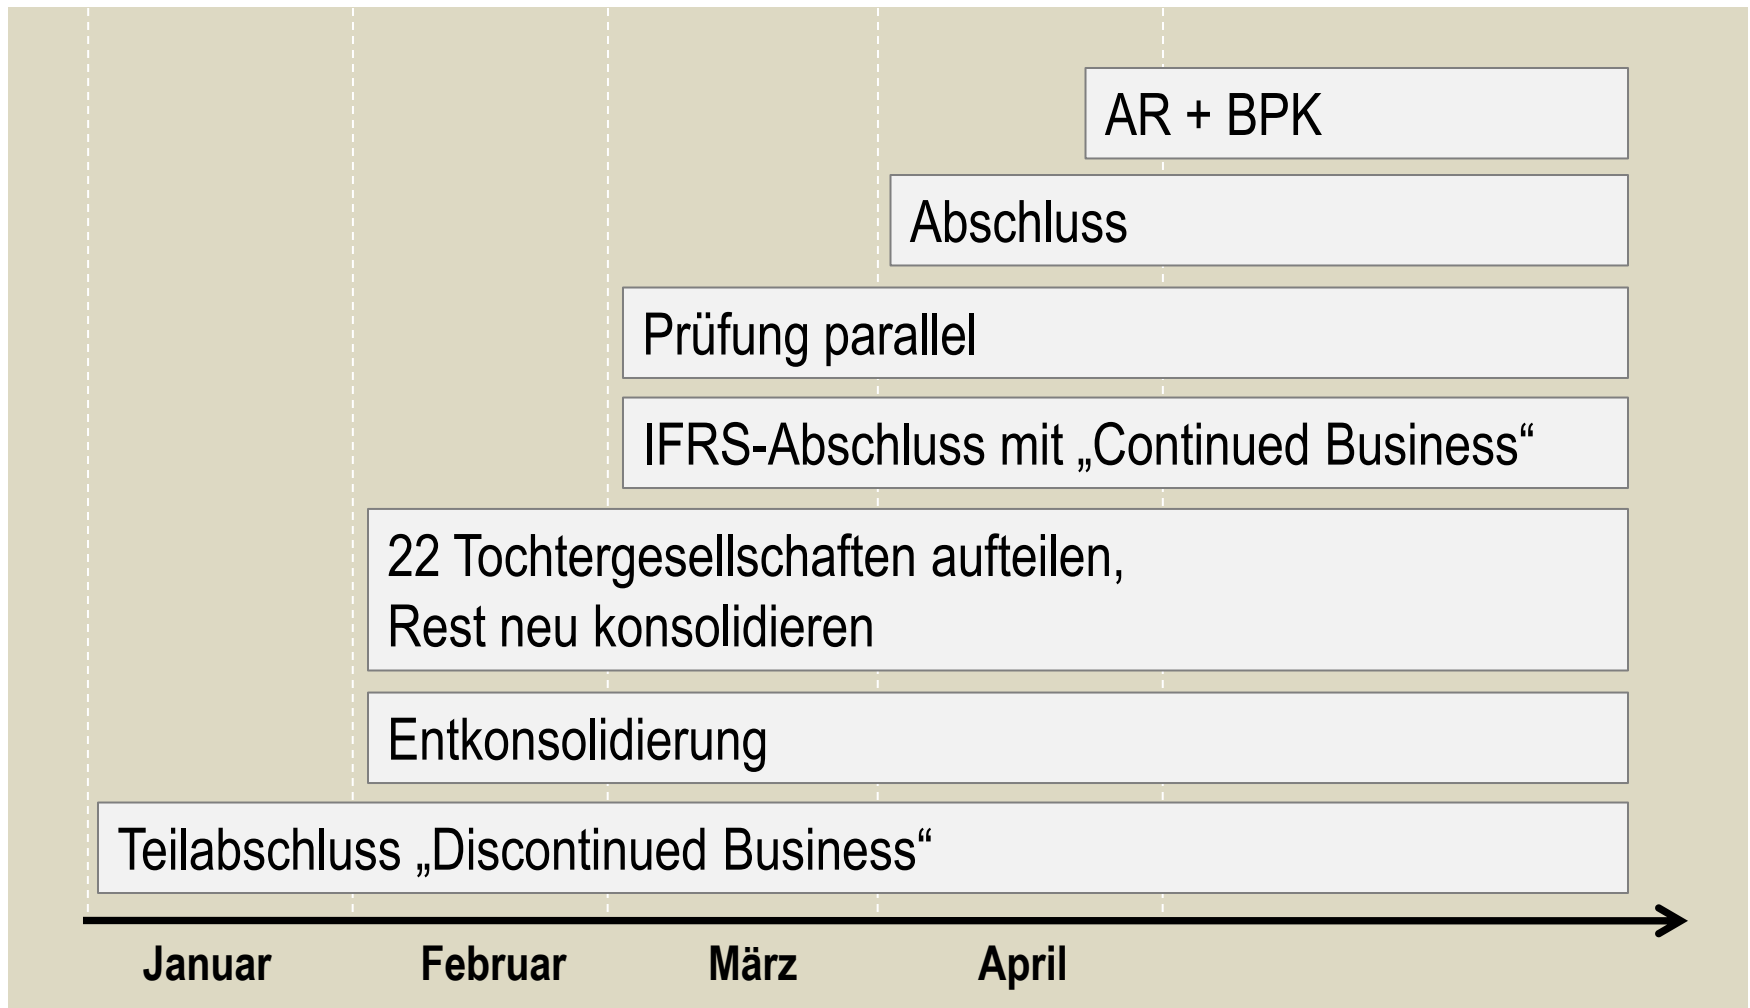 AR + BPK
Abschluss
Prüfung parallel
IFRS-Abschluss mit „Continued Business“
22 Tochtergesellschaften aufteilen,
Rest neu konsolidieren
Entkonsolidierung
Teilabschluss „Discontinued Business“
Januar Februar März April